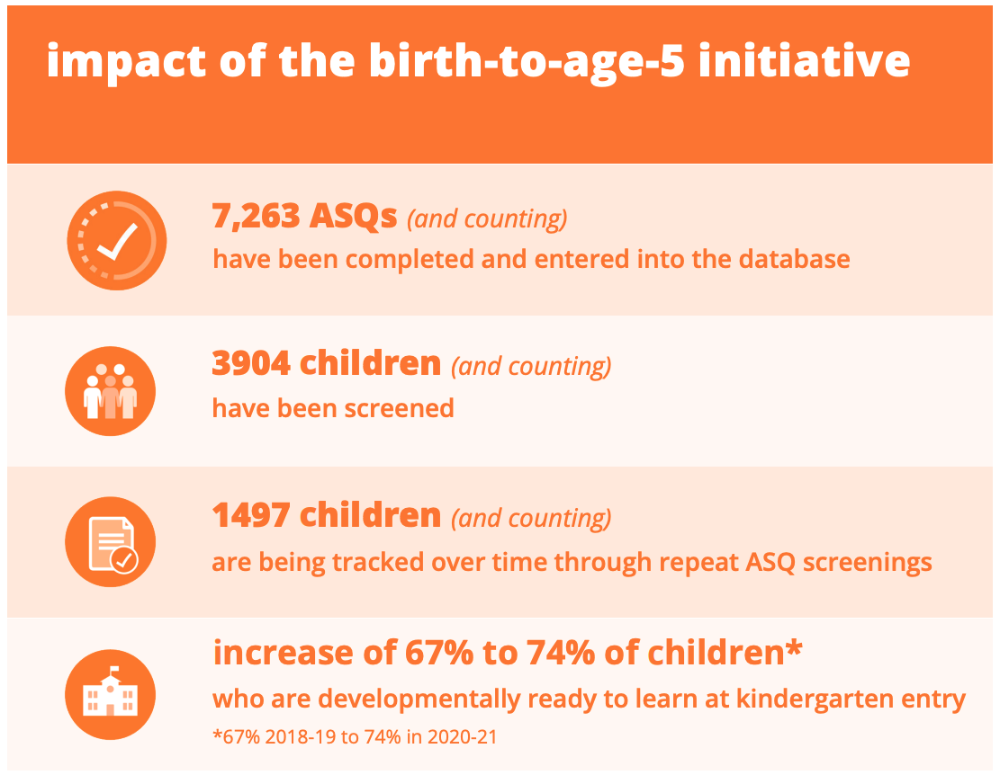 impact of the birth-to-age-5 initiative
7,263 ASQs (and counting)
have been completed and entered into the database
3904 children (and counting)
have been screened
1497 children (and counting)
are being tracked over time through repeat ASQ screenings
increase of 67% to 74% of children*
who are developmentally ready to learn at kindergarten entry
*67% 2018-19 to 74% in 2020-21